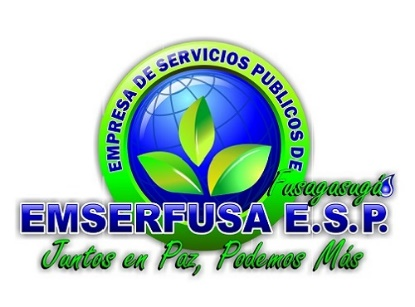 EMPRESA DE SERVICIOS PUBLICOS DE
Fusagasugá
EMSERFUSA E.S.P.
Juntos en Paz, Podemos Más